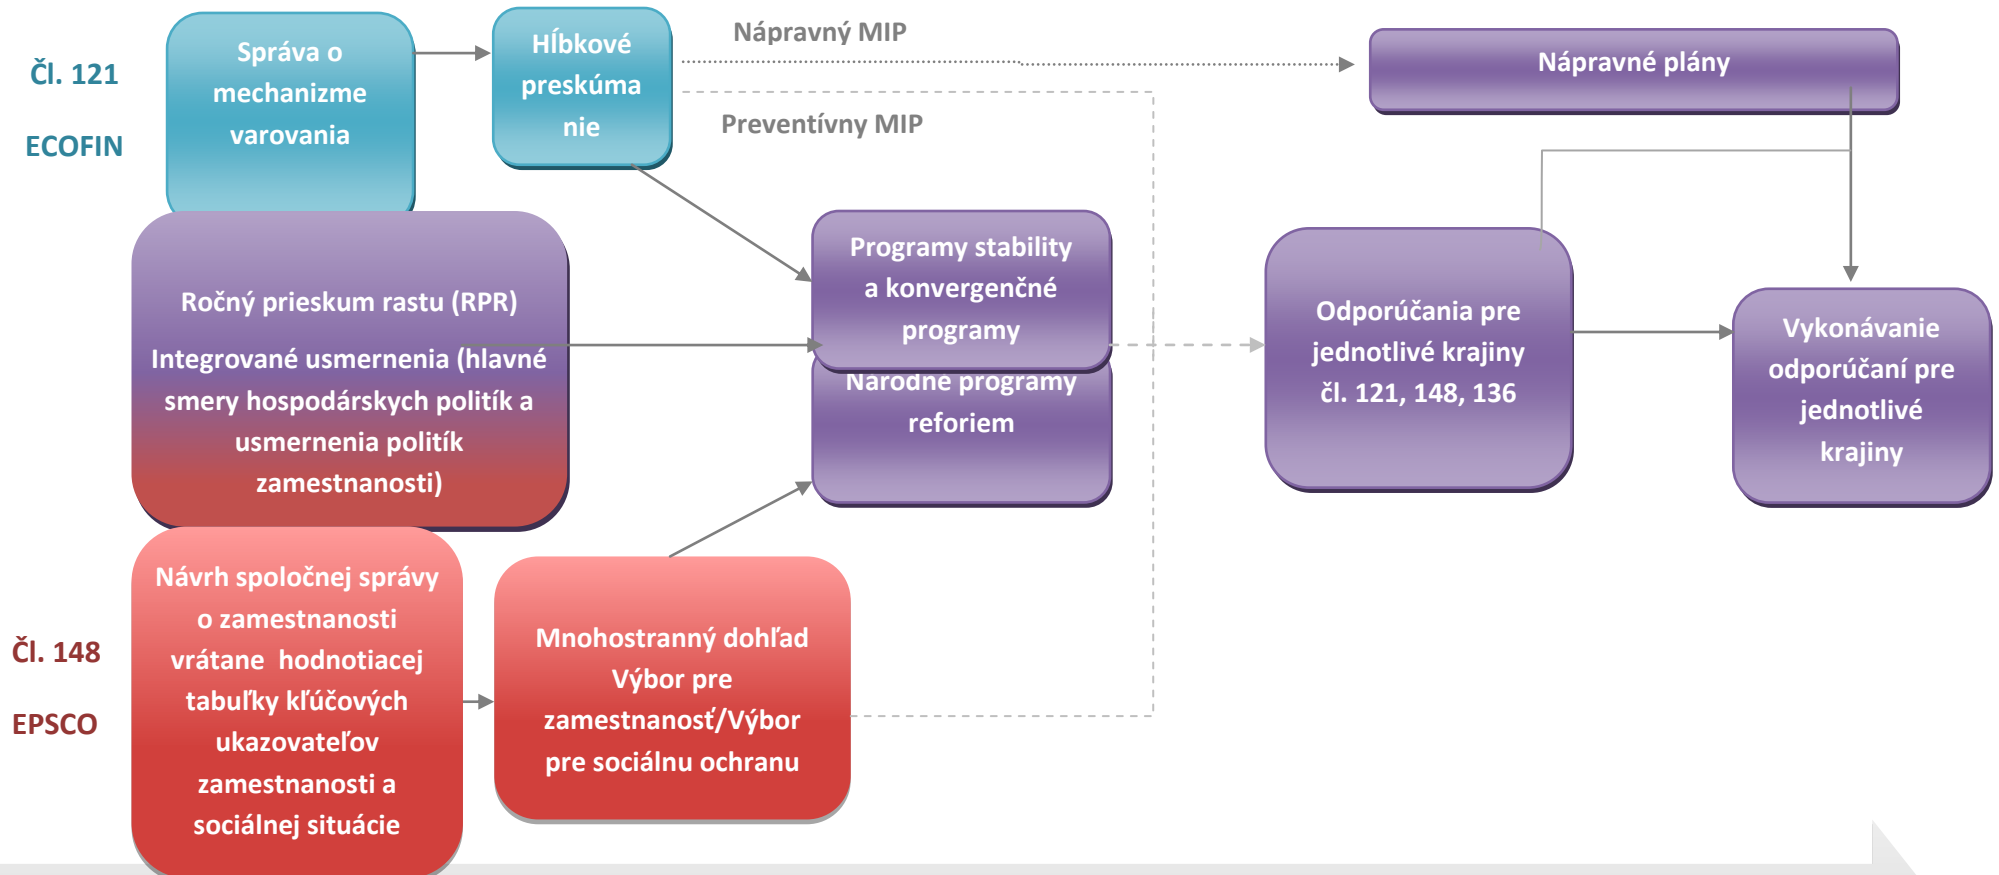 Čl. 121
ECOFIN
Správa o
mechanizme
varovania
Hĺbkové
preskúma
nie
Nápravný MIP
Preventívny MIP
Nápravné plány
Ročný prieskum rastu (RPR)
Integrované usmernenia (hlavné
smery hospodárskych politík a
usmernenia politík
zamestnanosti)
Programy stability
a konvergenčné
programy
Národné programy
reforiem
Odporúčania pre
jednotlivé krajiny
čl. 121, 148, 136
Vykonávanie
odporúčaní pre
jednotlivé
krajiny
Čl. 148
EPSCO
Návrh spoločnej správy
o zamestnanosti
vrátane hodnotiacej
tabuľky kľúčových
ukazovateľov
zamestnanosti a
sociálnej situácie
Mnohostranný dohľad
Výbor pre
zamestnanosť/Výbor
pre sociálnu ochranu